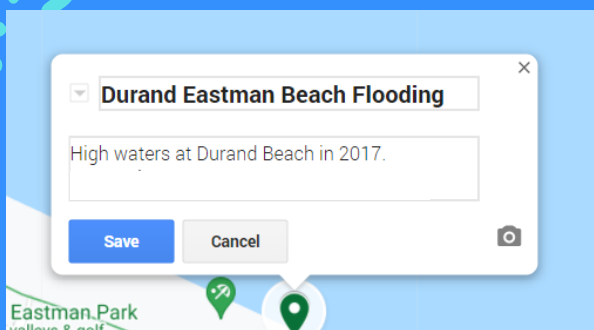 Durand Eastman Beach Flooding
High waters at Durand Beach in 2017.
Save
Cancel
Eastman Park
valleys & golf